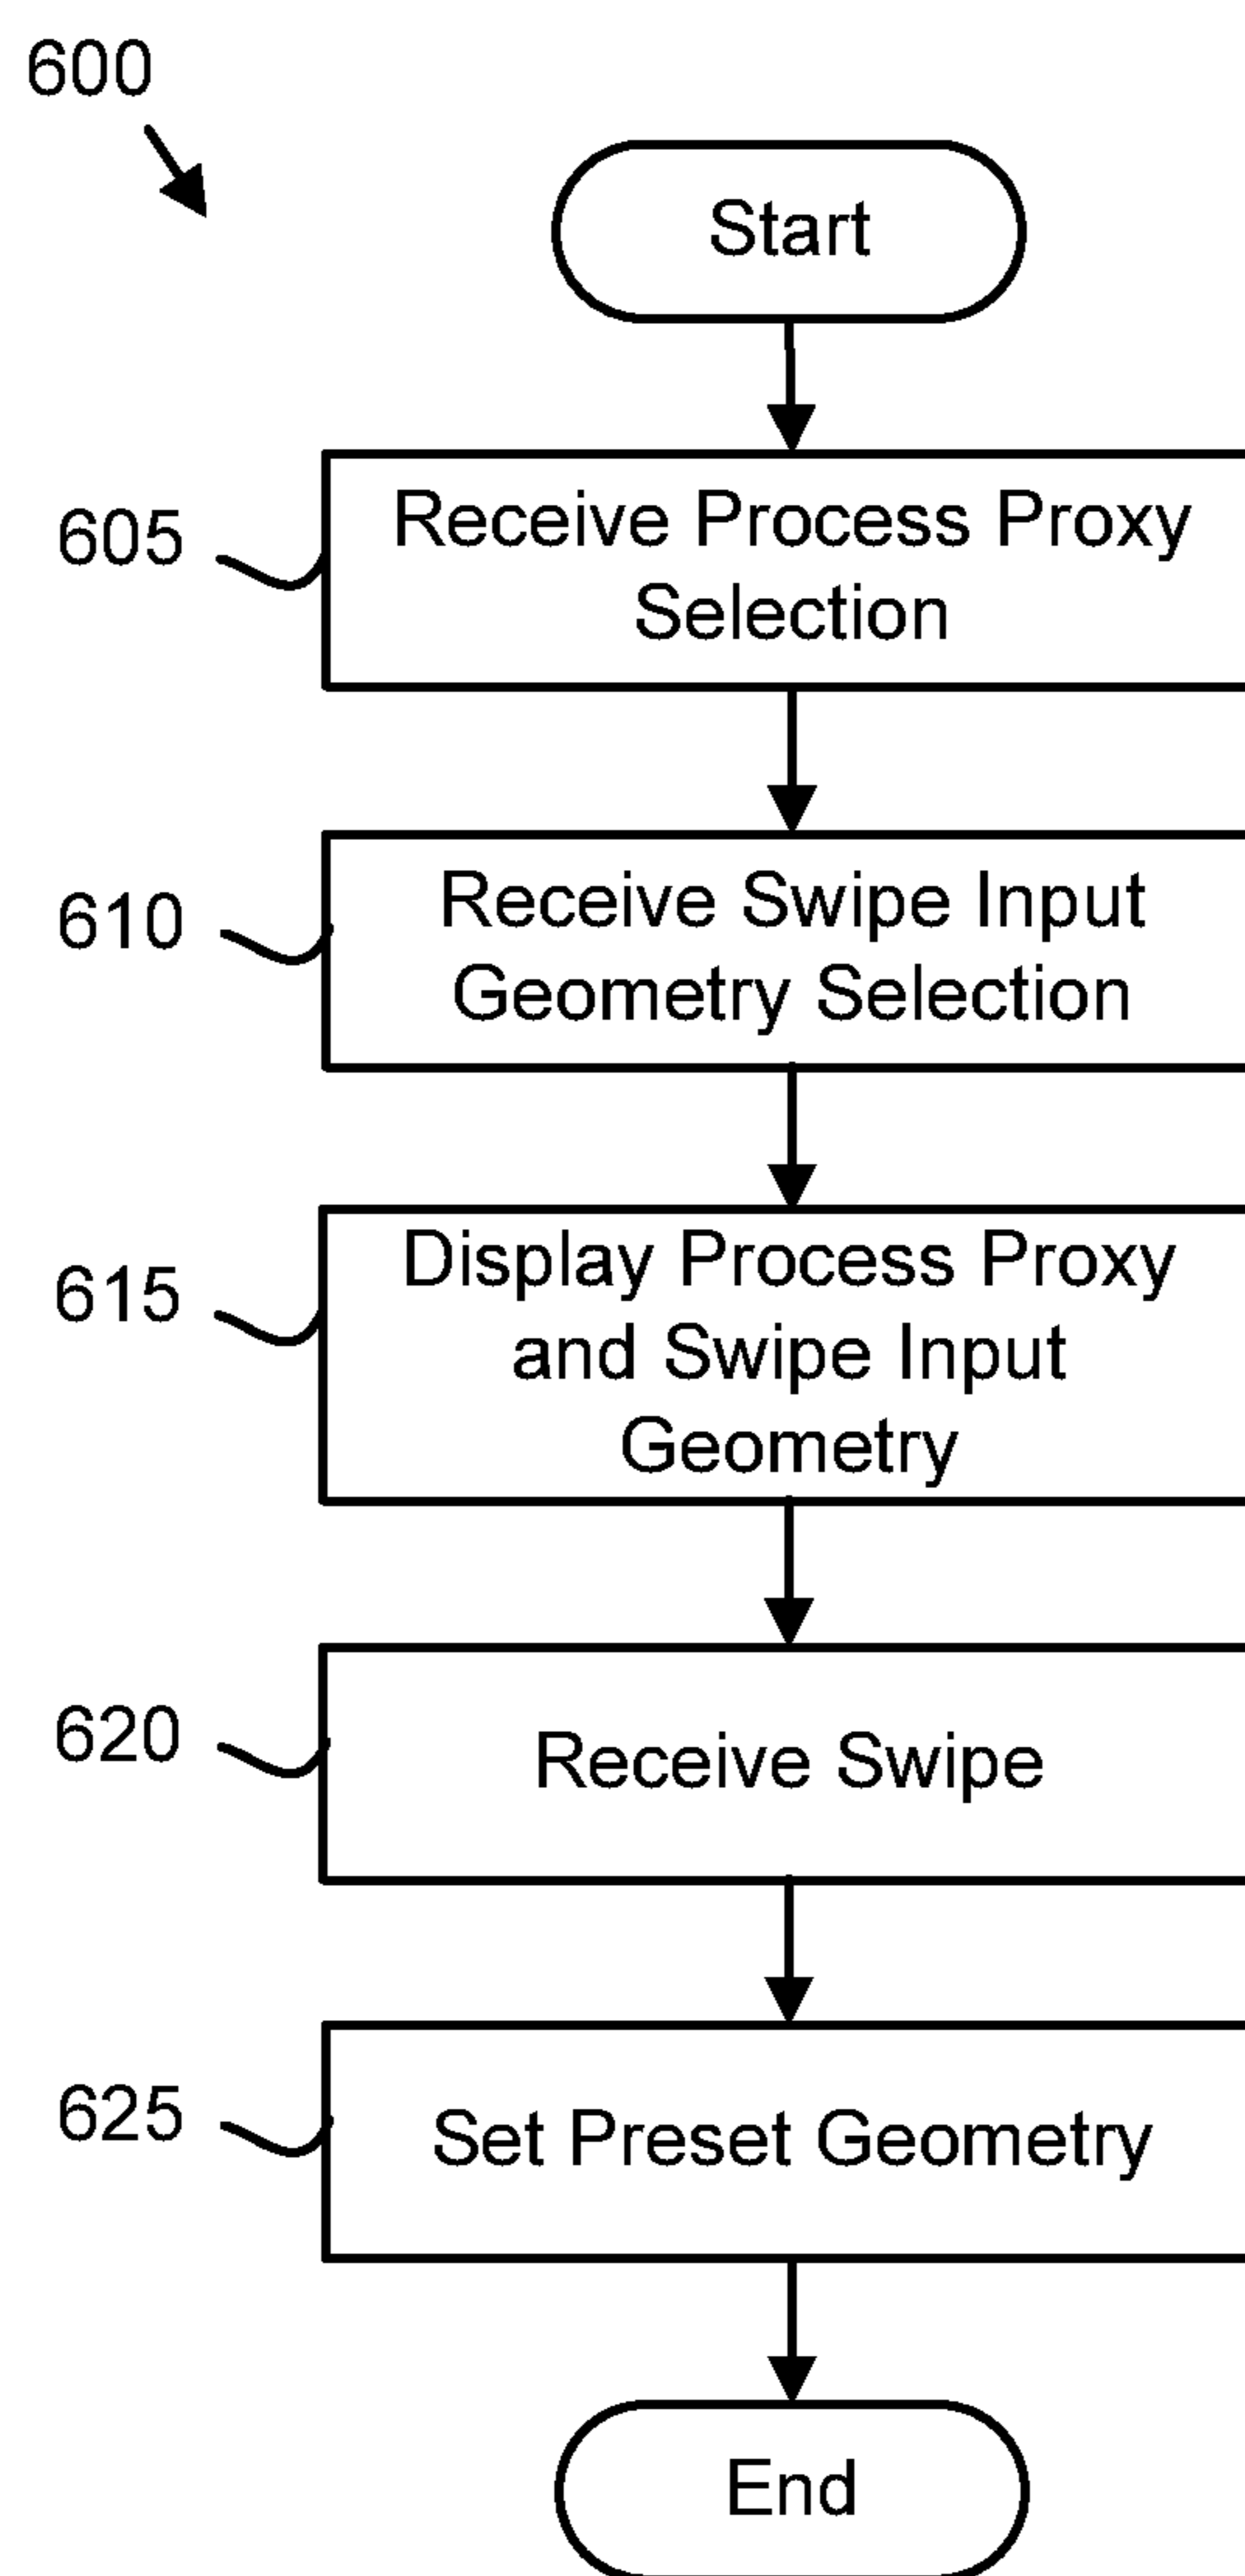 600
Start
605
Receive Process Proxy
Selection
610
Receive Swipe Input
Geometry Selection
615
Display Process Proxy
and Swipe Input
Geometry
620
Receive Swipe
625
Set Preset Geometry
End